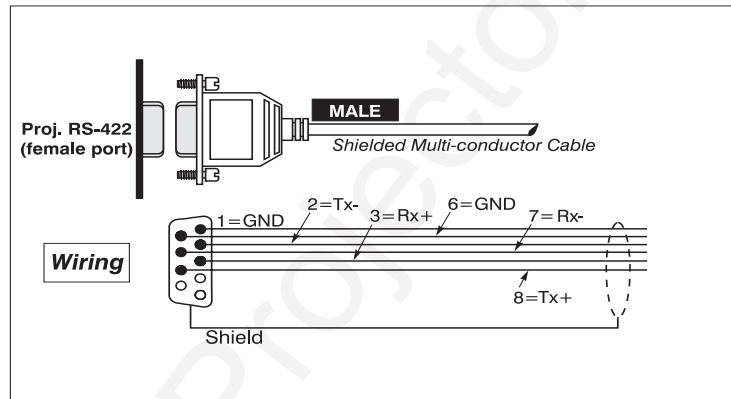 MALE
Proj. RS-422
(female port)
Shielded Multi-conductor Cable
1=GND
2=Tx-
3=Rx+
6=GND
7=Rx-
Wiring
8=Tx+
Shield
Projector